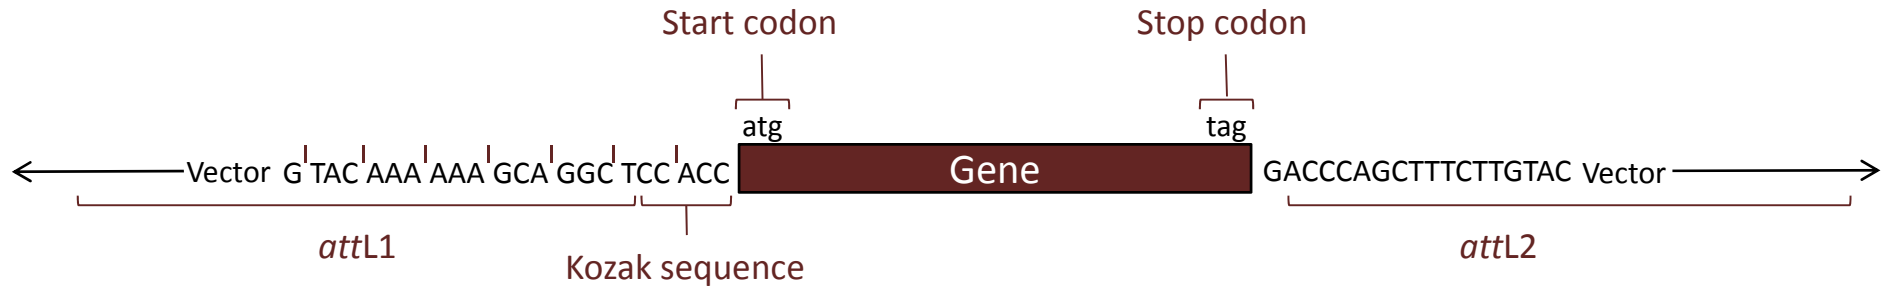 Start codon
Stop codon
atg
tag
Vector G TAC AAA AAA GCA GGC TCC ACC
Gene
GACCCAGCTTTCTTGTAC Vector
attL1
Kozak sequence
attL2